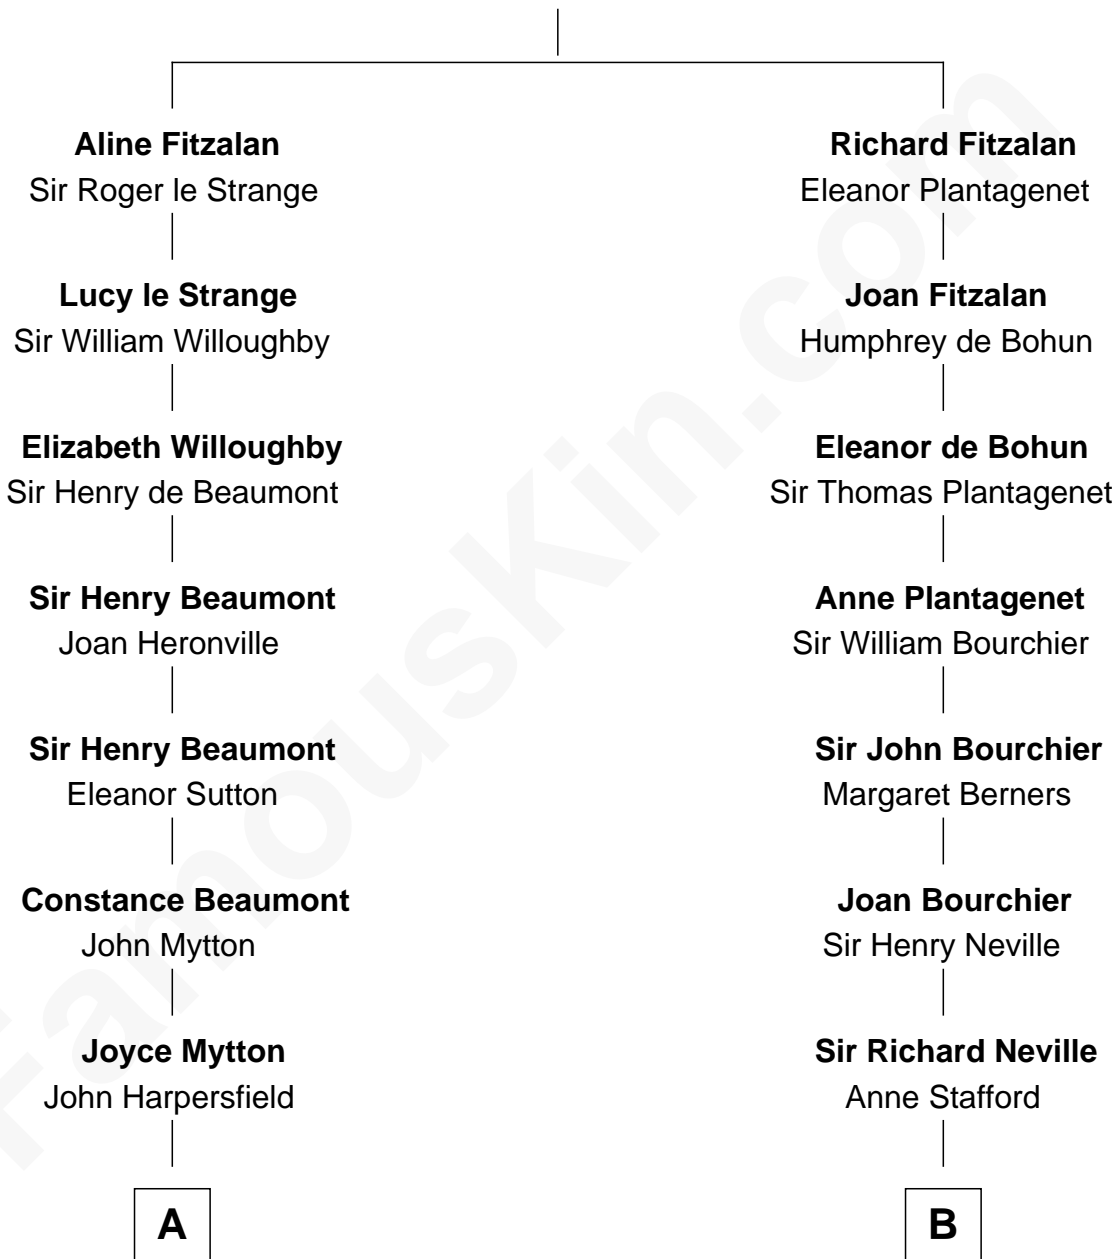 Aline Fitzalan
Sir Roger le Strange
Lucy le Strange
Sir William Willoughby
Elizabeth Willoughby
Sir Henry de Beaumont
Sir Henry Beaumont
Joan Heronville
Sir Henry Beaumont
Eleanor Sutton
Constance Beaumont
John Mytton
Joyce Mytton
John Harpersfield
A
Richard Fitzalan
Eleanor Plantagenet
Joan Fitzalan
Humphrey de Bohun
Eleanor de Bohun
Sir Thomas Plantagenet
Anne Plantagenet
Sir William Bourchier
Sir John Bourchier
Margaret Berners
Joan Bourchier
Sir Henry Neville
Sir Richard Neville
Anne Stafford
B
FamousKin.com